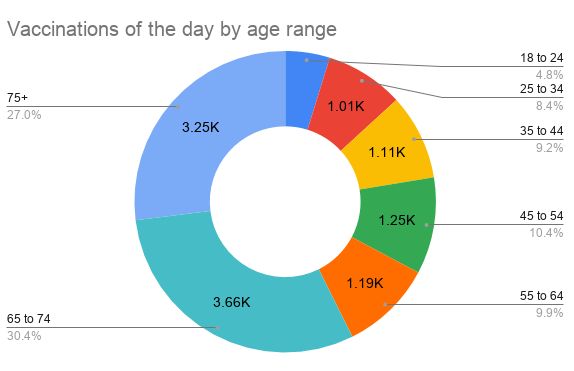 Vaccinations of the day by age range
18 to 24
4.8%
25 to 34
8.4%
1.01K
35 to 44
9.2%
1.11K
45 to 54
10.4%
1.25K
55 to 64
9.9%
1.19K
65 to 74
30.4%
3.66K
75+
27.0%
3.25K